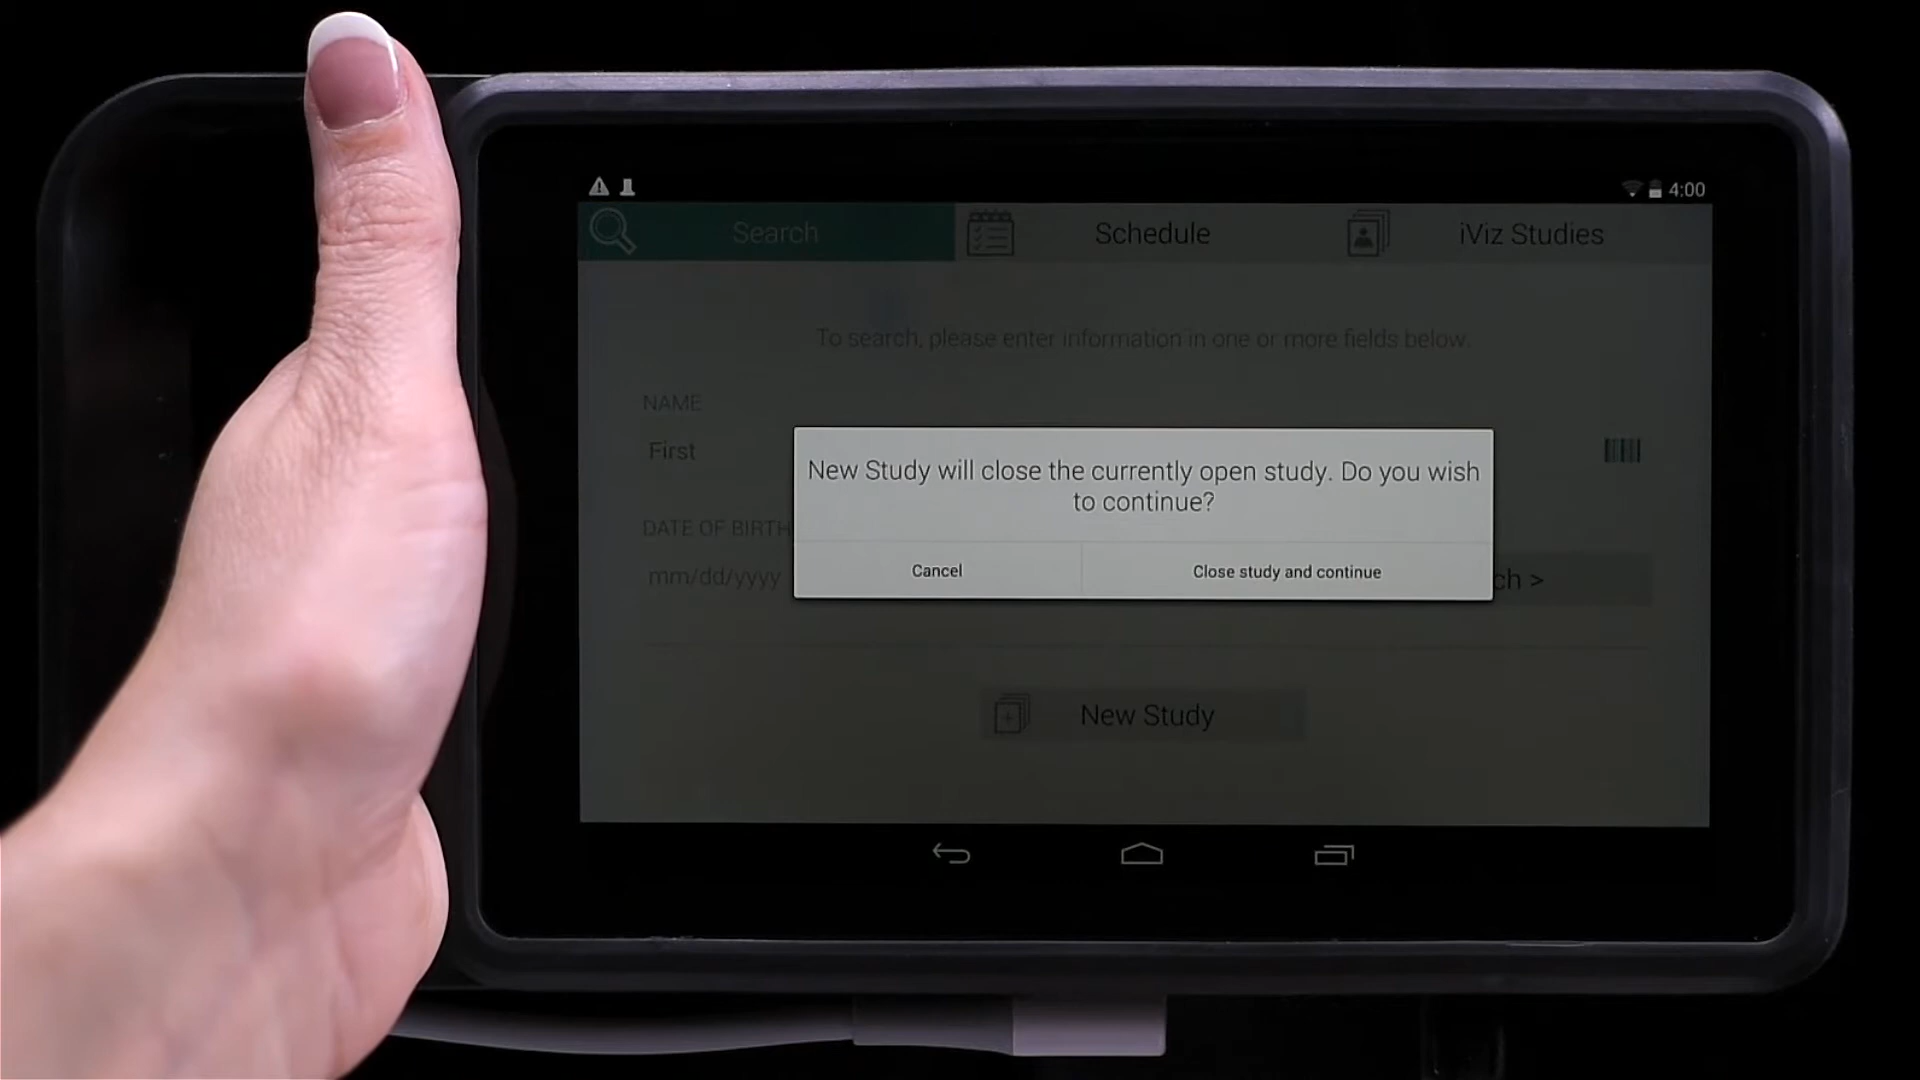 4:00
Search
Schedule
iViz Studies
To search, please enter information in one or more fields below.
NAME
First
New Study will close the currently open study. Do you wish
to continue?
DATE OF BIRTH
mm/dd/yyyy
Cancel
Close study and continue
ch >
New Study